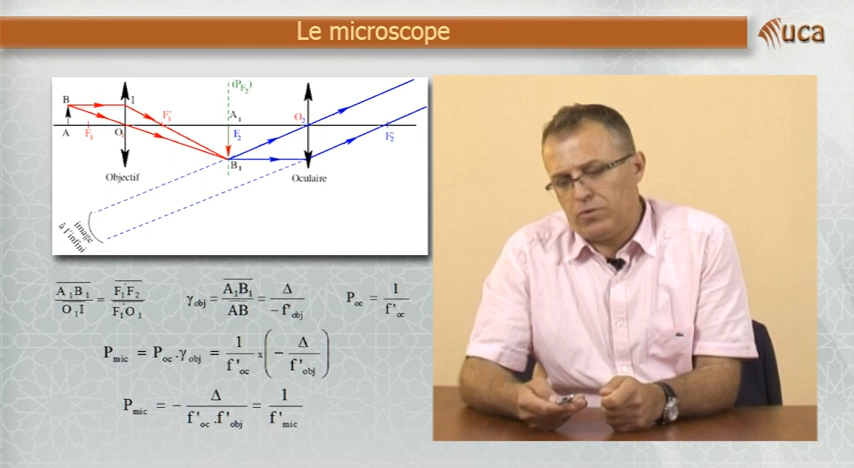 Le microscope
uca
(P_F2)
B I F'1 A1 O2
A F1 O1 F2 F'2
B1
Objectif Oculaire
image
à l'infini
A1B1 / O1I = F'1F2 / F'1O1 γobj = A1B1 / AB = Δ / -f'obj Poc = 1 / f'oc
Pmic = Poc . γobj = 1 / f'oc x ( - Δ / f'obj )
Pmic = - Δ / f'oc . f'obj = 1 / f'mic